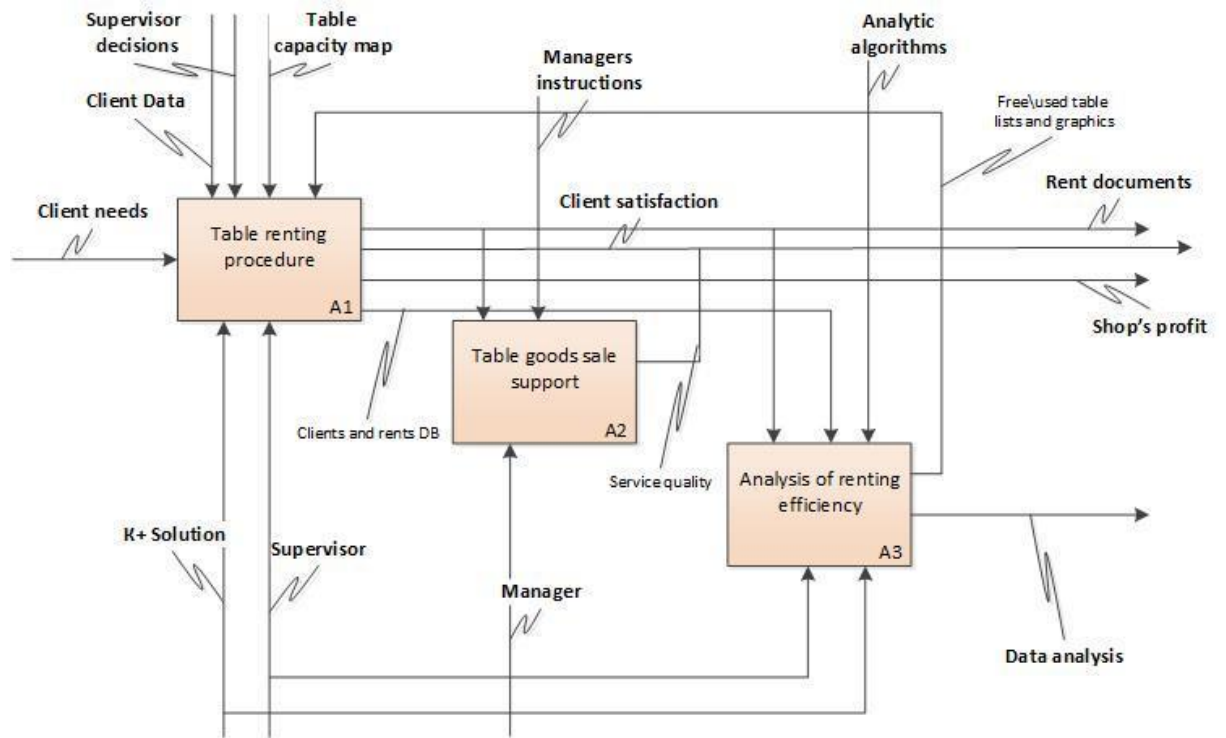 Supervisor
decisions
Table
capacity map
Client Data
Managers
instructions
Analytic
algorithms
Free\used table
lists and graphics
Client needs
Client satisfaction
Rent documents
Table renting
procedure
A1
Shop's profit
Table goods sale
support
A2
Clients and rents DB
Service quality
Analysis of renting
efficiency
A3
K+ Solution
Supervisor
Manager
Data analysis